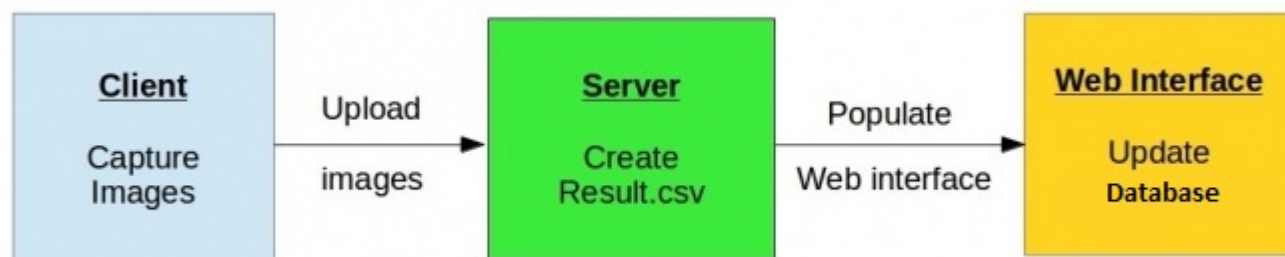 Client
Capture
Images
Upload
images
Server
Create
Result.csv
Populate
Web interface
Web Interface
Update
Database